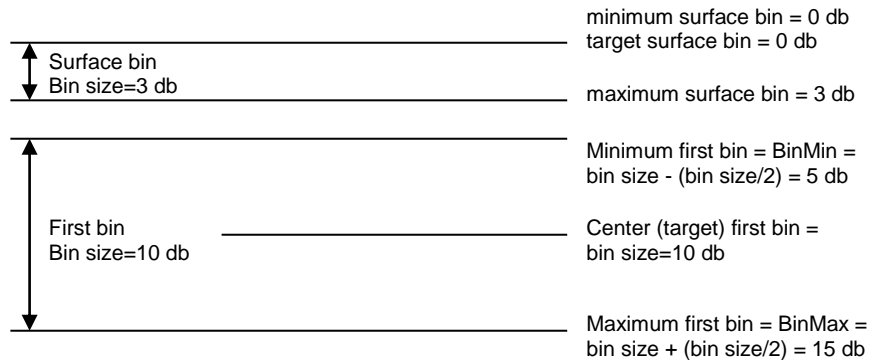 minimum surface bin = 0 db
target surface bin = 0 db
Surface bin
Bin size=3 db
maximum surface bin = 3 db
Minimum first bin = BinMin =
bin size - (bin size/2) = 5 db
First bin
Bin size=10 db
Center (target) first bin =
bin size=10 db
Maximum first bin = BinMax =
bin size + (bin size/2) = 15 db